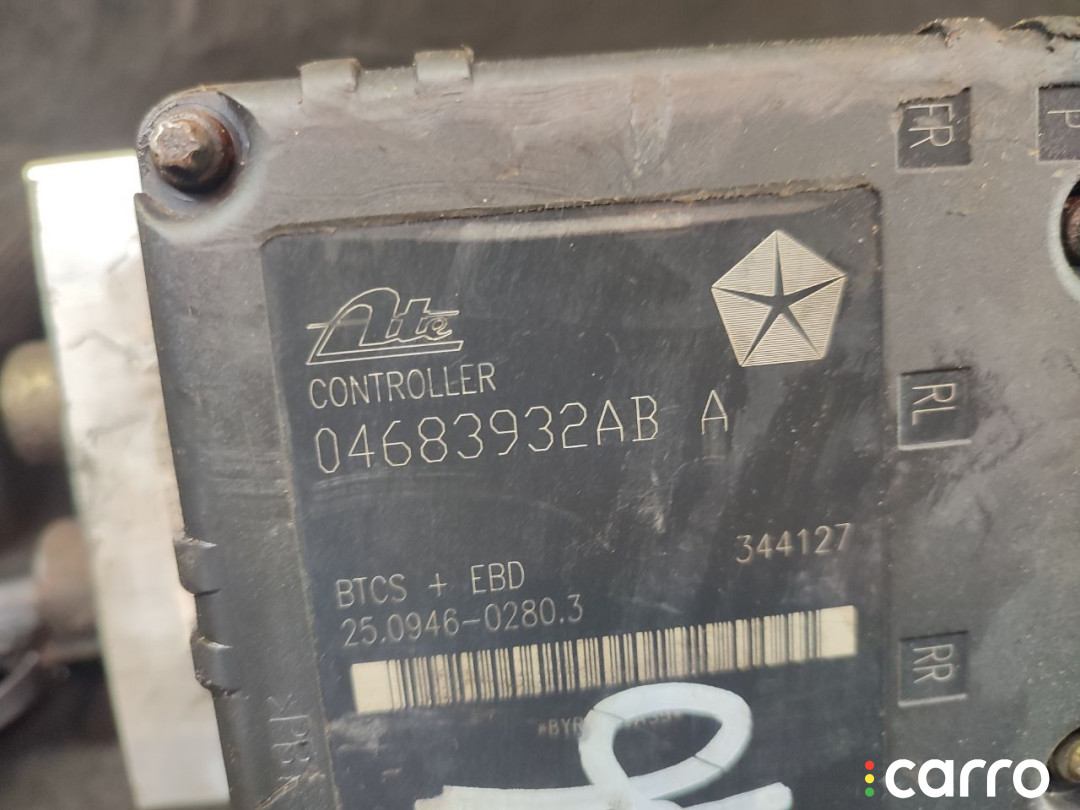 FR
P
Ate
CONTROLLER
04683932AB A
RL
344127
BTCS + EBD
25.0946-0280.3
RR
carro